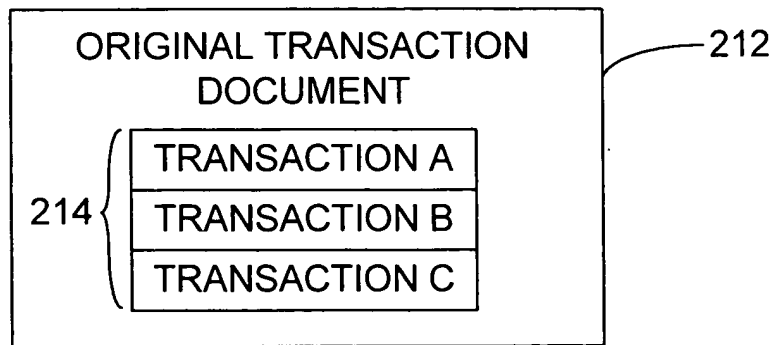 ORIGINAL TRANSACTION
DOCUMENT
212
TRANSACTION A
214
TRANSACTION B
TRANSACTION C